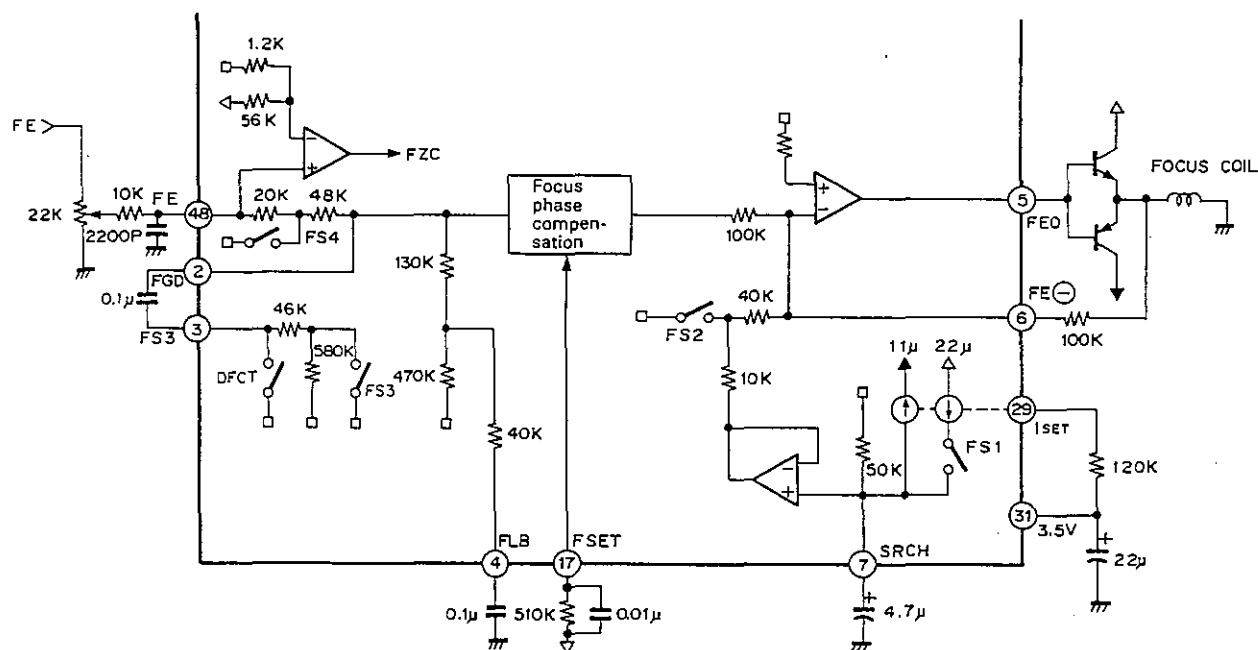 1.2K
56K
FZC
FE
22K
10K
2200P
FE
48
20K
48K
FS4
FGD
2
0.1μ
FS3
3
46K
DFCT
580K
FS3
130K
470K
40K
Focus
phase
compen-
sation
100K
5
FEO
FOCUS COIL
FE⊖
6
100K
FS2
40K
10K
11μ
22μ
50K
FS1
29
ISET
120K
31
3.5V
22μ
FLB
4
0.1μ
FSET
17
510K
0.01μ
SRCH
7
4.7μ